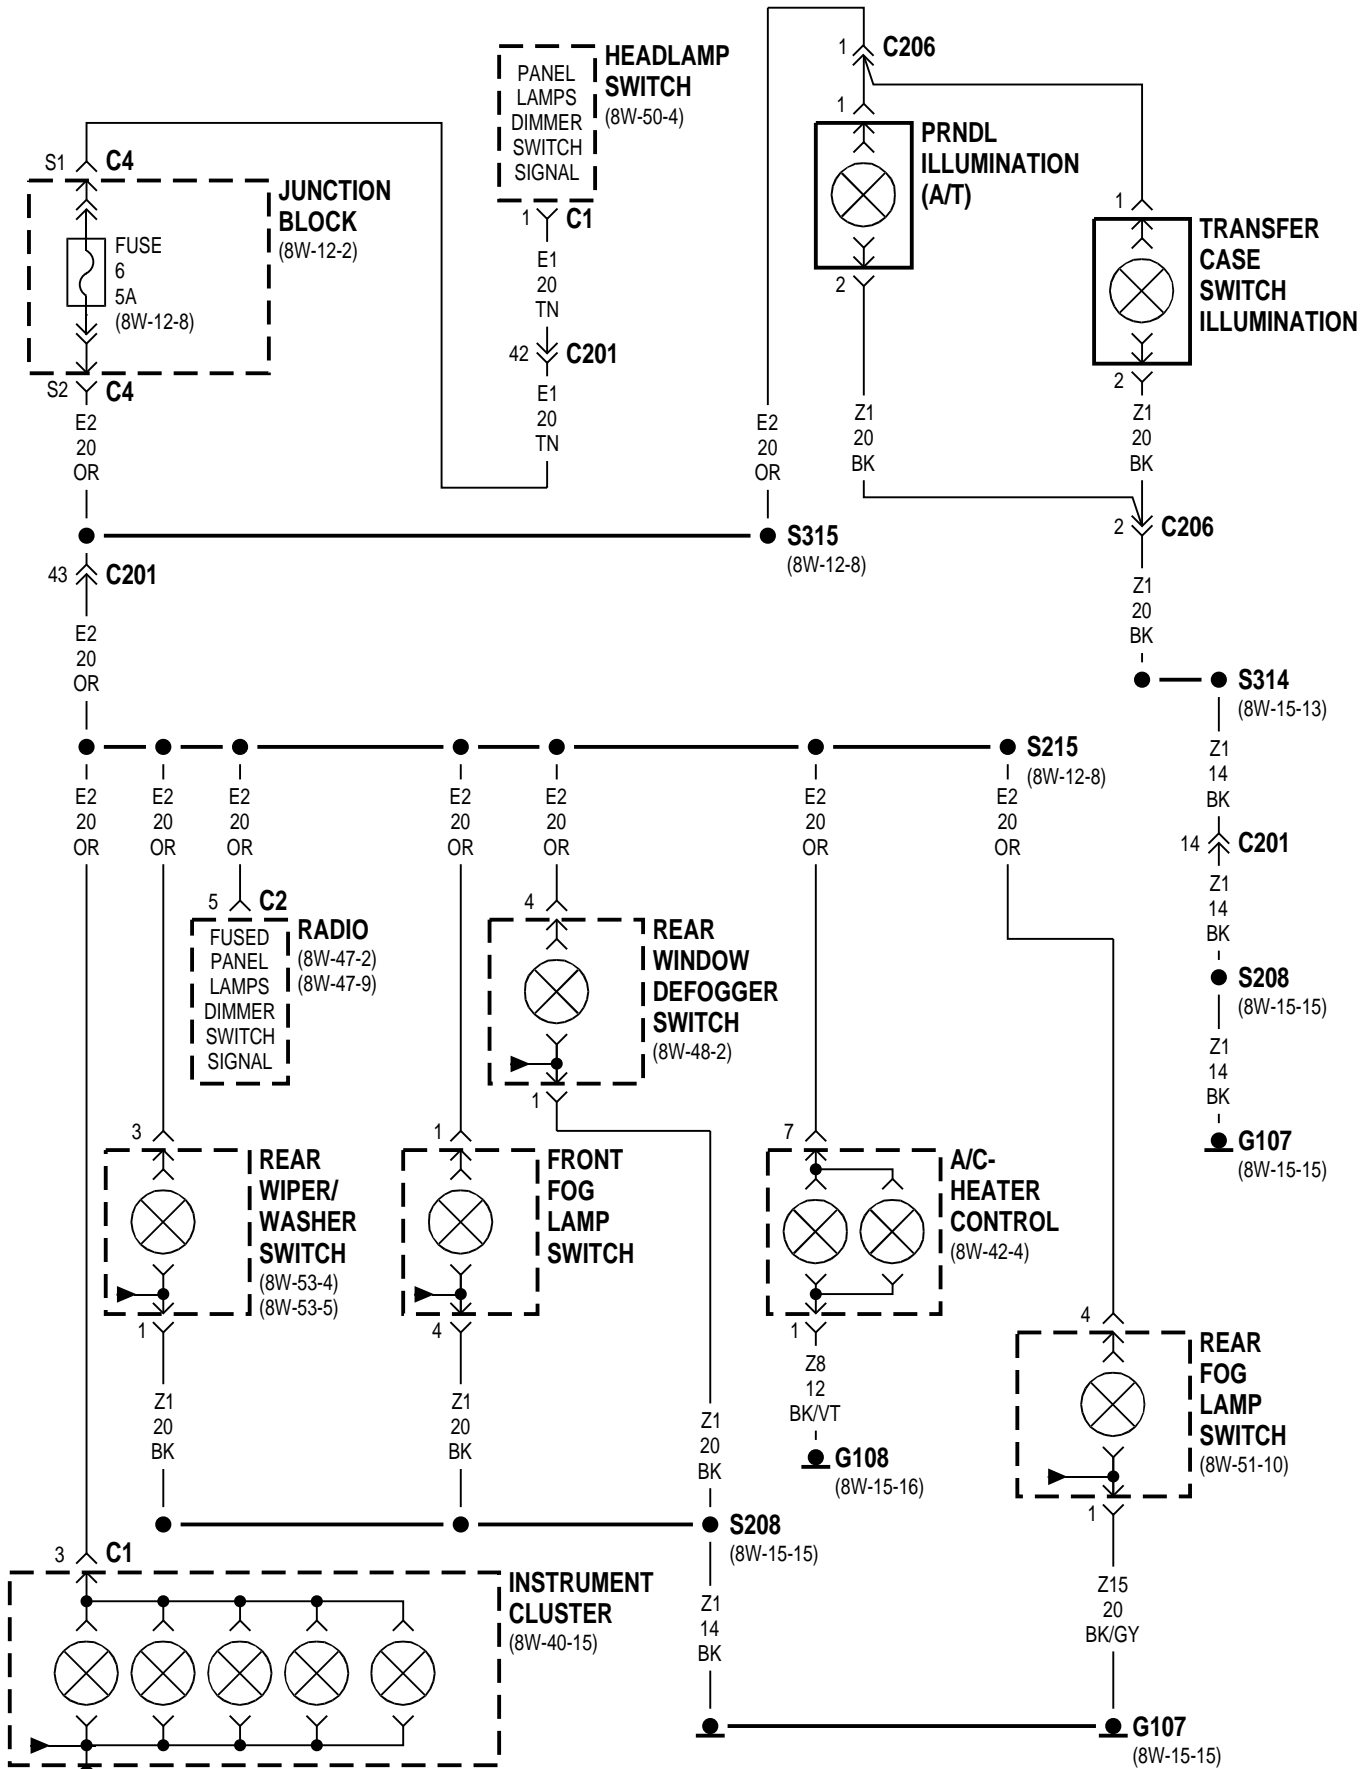 1
C206
HEADLAMP
SWITCH
(8W-50-4)
PANEL
LAMPS
DIMMER
SWITCH
SIGNAL
1
C1
E1
20
TN
42
C201
E1
20
TN
S1
C4
JUNCTION
BLOCK
(8W-12-2)
FUSE
6
5A
(8W-12-8)
S2
C4
E2
20
OR
1
PRNDL
ILLUMINATION
(A/T)
2
1
TRANSFER
CASE
SWITCH
ILLUMINATION
2
E2
20
OR
Z1
20
BK
Z1
20
BK
S315
(8W-12-8)
2
C206
43
C201
E2
20
OR
Z1
20
BK
S314
(8W-15-13)
S215
(8W-12-8)
Z1
14
BK
14
C201
Z1
14
BK
S208
(8W-15-15)
Z1
14
BK
G107
(8W-15-15)
E2
20
OR
E2
20
OR
E2
20
OR
E2
20
OR
E2
20
OR
E2
20
OR
E2
20
OR
5
C2
RADIO
(8W-47-2)
(8W-47-9)
FUSED
PANEL
LAMPS
DIMMER
SWITCH
SIGNAL
4
REAR
WINDOW
DEFOGGER
SWITCH
(8W-48-2)
1
3
REAR
WIPER/
WASHER
SWITCH
(8W-53-4)
(8W-53-5)
1
1
FRONT
FOG
LAMP
SWITCH
4
7
A/C-
HEATER
CONTROL
(8W-42-4)
1
Z8
12
BK/VT
G108
(8W-15-16)
4
REAR
FOG
LAMP
SWITCH
(8W-51-10)
1
Z1
20
BK
Z1
20
BK
Z1
20
BK
S208
(8W-15-15)
3
C1
INSTRUMENT
CLUSTER
(8W-40-15)
Z1
14
BK
Z15
20
BK/GY
G107
(8W-15-15)